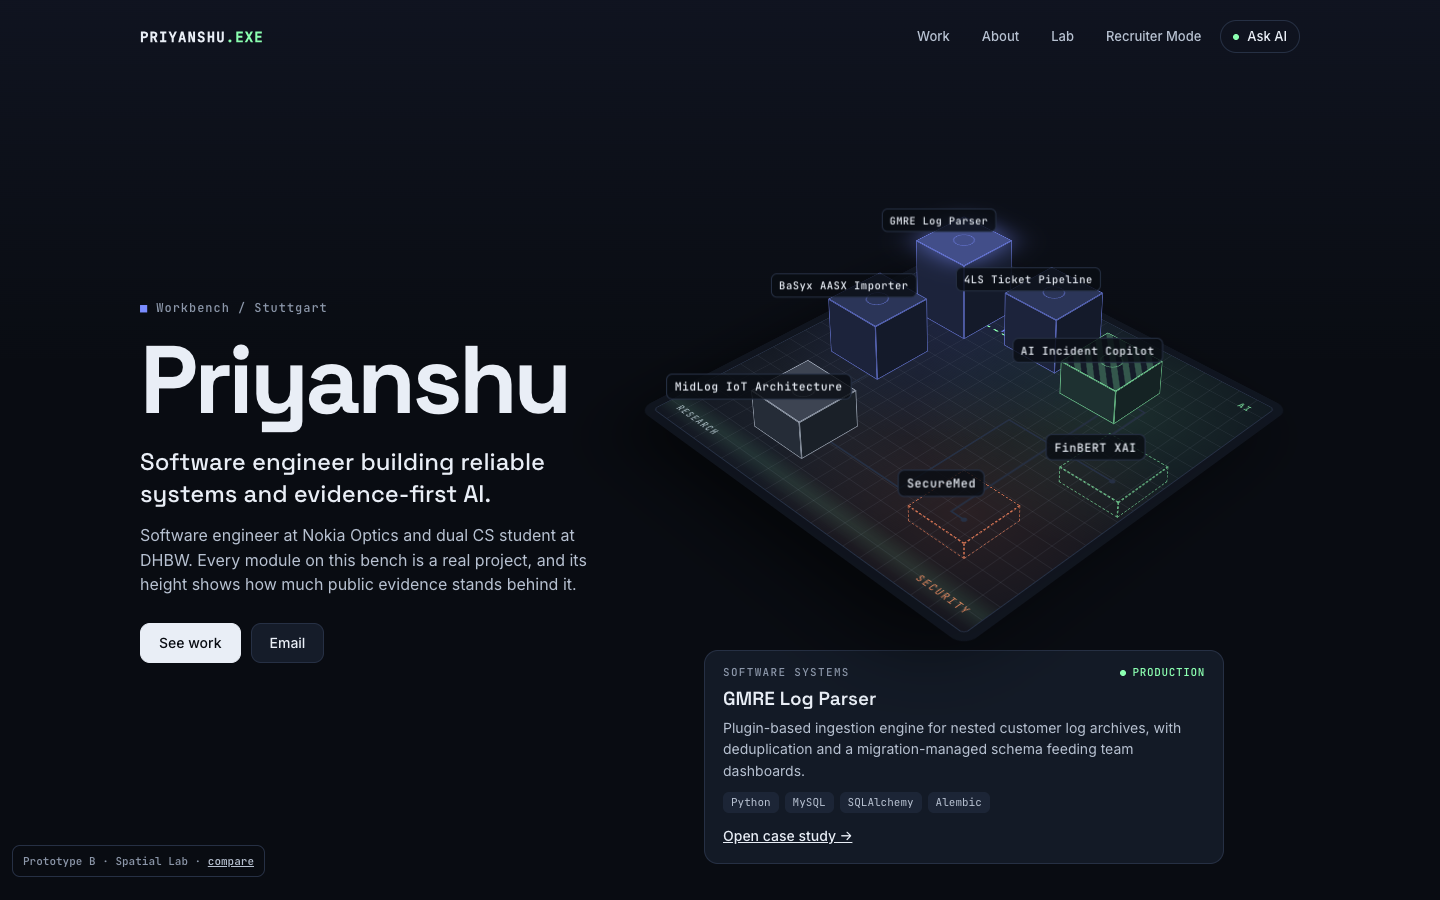 PRIYANSHU.EXE
Work
About
Lab
Recruiter Mode
Ask AI
Workbench / Stuttgart
Priyanshu
Software engineer building reliable
systems and evidence-first AI.
Software engineer at Nokia Optics and dual CS student at
DHBW. Every module on this bench is a real project, and its
height shows how much public evidence stands behind it.
See work
Email
GMRE Log Parser
4LS Ticket Pipeline
BaSyx AASX Importer
AI Incident Copilot
MidLog IoT Architecture
RESEARCH
AI
FinBERT XAI
SecureMed
SECURITY
SOFTWARE SYSTEMS
PRODUCTION
GMRE Log Parser
Plugin-based ingestion engine for nested customer log archives, with
deduplication and a migration-managed schema feeding team
dashboards.
Python
MySQL
SQLAlchemy
Alembic
Open case study →
Prototype B · Spatial Lab · compare